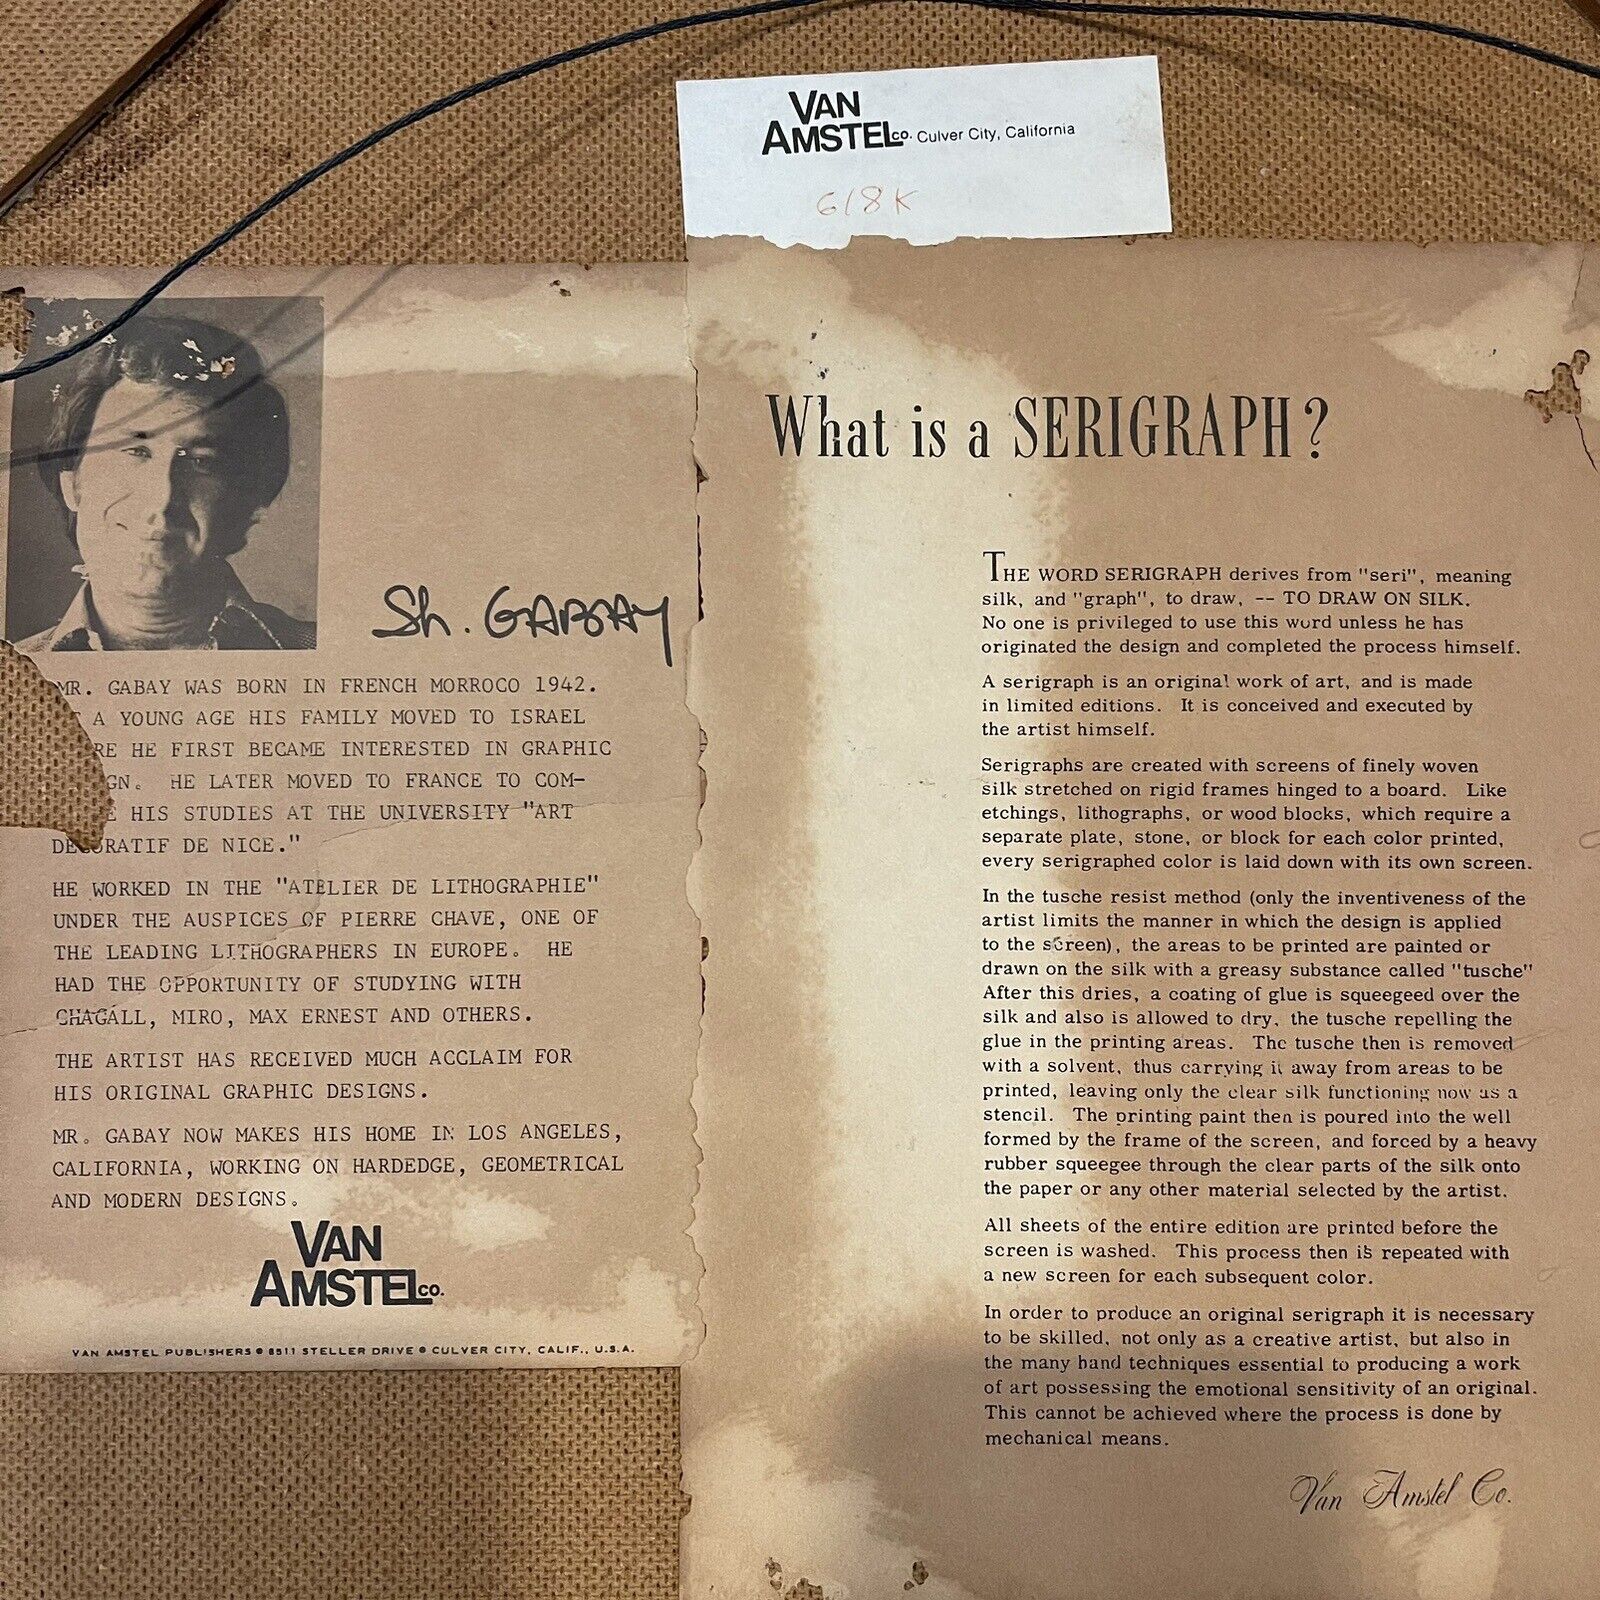 VAN
AMSTEL CO. Culver City, California
618K
Sh. GABAY
MR. GABAY WAS BORN IN FRENCH MORROCO 1942.
A YOUNG AGE HIS FAMILY MOVED TO ISRAEL
RE HE FIRST BECAME INTERESTED IN GRAPHIC
GN. HE LATER MOVED TO FRANCE TO COM-
E HIS STUDIES AT THE UNIVERSITY "ART
DECORATIF DE NICE."
HE WORKED IN THE "ATELIER DE LITHOGRAPHIE"
UNDER THE AUSPICES OF PIERRE CHAVE, ONE OF
THE LEADING LITHOGRAPHERS IN EUROPE. HE
HAD THE OPPORTUNITY OF STUDYING WITH
CHAGALL, MIRO, MAX ERNEST AND OTHERS.
THE ARTIST HAS RECEIVED MUCH ACCLAIM FOR
HIS ORIGINAL GRAPHIC DESIGNS.
MR. GABAY NOW MAKES HIS HOME IN LOS ANGELES,
CALIFORNIA, WORKING ON HARDEDGE, GEOMETRICAL
AND MODERN DESIGNS.
VAN
AMSTEL CO.
VAN AMSTEL PUBLISHERS • 8511 STELLER DRIVE • CULVER CITY, CALIF., U.S.A.
What is a SERIGRAPH?
THE WORD SERIGRAPH derives from "seri", meaning
silk, and "graph", to draw, -- TO DRAW ON SILK.
No one is privileged to use this word unless he has
originated the design and completed the process himself.
A serigraph is an original work of art, and is made
in limited editions. It is conceived and executed by
the artist himself.
Serigraphs are created with screens of finely woven
silk stretched on rigid frames hinged to a board. Like
etchings, lithographs, or wood blocks, which require a
separate plate, stone, or block for each color printed,
every serigraphed color is laid down with its own screen.
In the tusche resist method (only the inventiveness of the
artist limits the manner in which the design is applied
to the screen), the areas to be printed are painted or
drawn on the silk with a greasy substance called "tusche"
After this dries, a coating of glue is squeegeed over the
silk and also is allowed to dry, the tusche repelling the
glue in the printing areas. The tusche then is removed
with a solvent, thus carrying it away from areas to be
printed, leaving only the clear silk functioning now as a
stencil. The printing paint then is poured into the well
formed by the frame of the screen, and forced by a heavy
rubber squeegee through the clear parts of the silk onto
the paper or any other material selected by the artist.
All sheets of the entire edition are printed before the
screen is washed. This process then is repeated with
a new screen for each subsequent color.
In order to produce an original serigraph it is necessary
to be skilled, not only as a creative artist, but also in
the many hand techniques essential to producing a work
of art possessing the emotional sensitivity of an original.
This cannot be achieved where the process is done by
mechanical means.
Van Amstel Co.